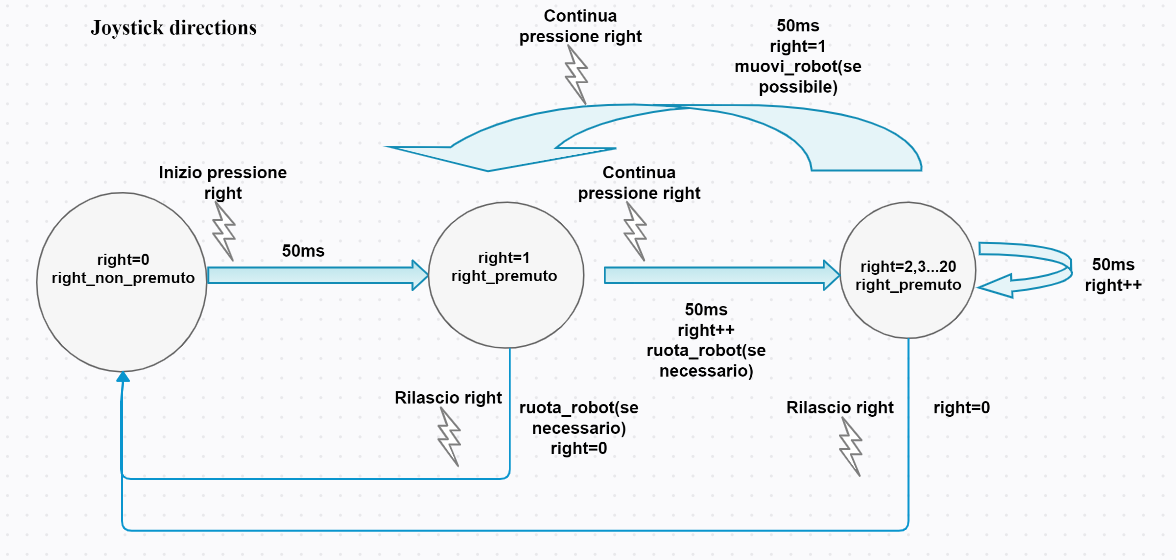 Joystick directions
Continua
pressione right
50ms
right=1
muovi_robot(se
possibile)
Inizio pressione
right
Continua
pressione right
50ms
right=0
right_non_premuto
right=1
right_premuto
right=2,3...20
right_premuto
50ms
right++
50ms
right++
ruota_robot(se
necessario)
Rilascio right
ruota_robot(se
necessario)
right=0
Rilascio right
right=0